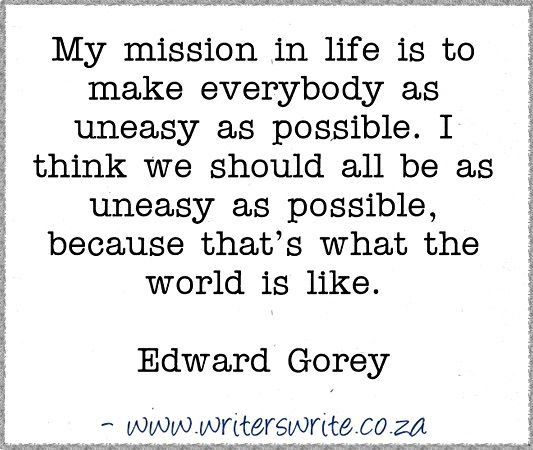 My mission in life is to
make everybody as
uneasy as possible. I
think we should all be as
uneasy as possible,
because that's what the
world is like.
Edward Gorey
- www.writerswrite.co.za